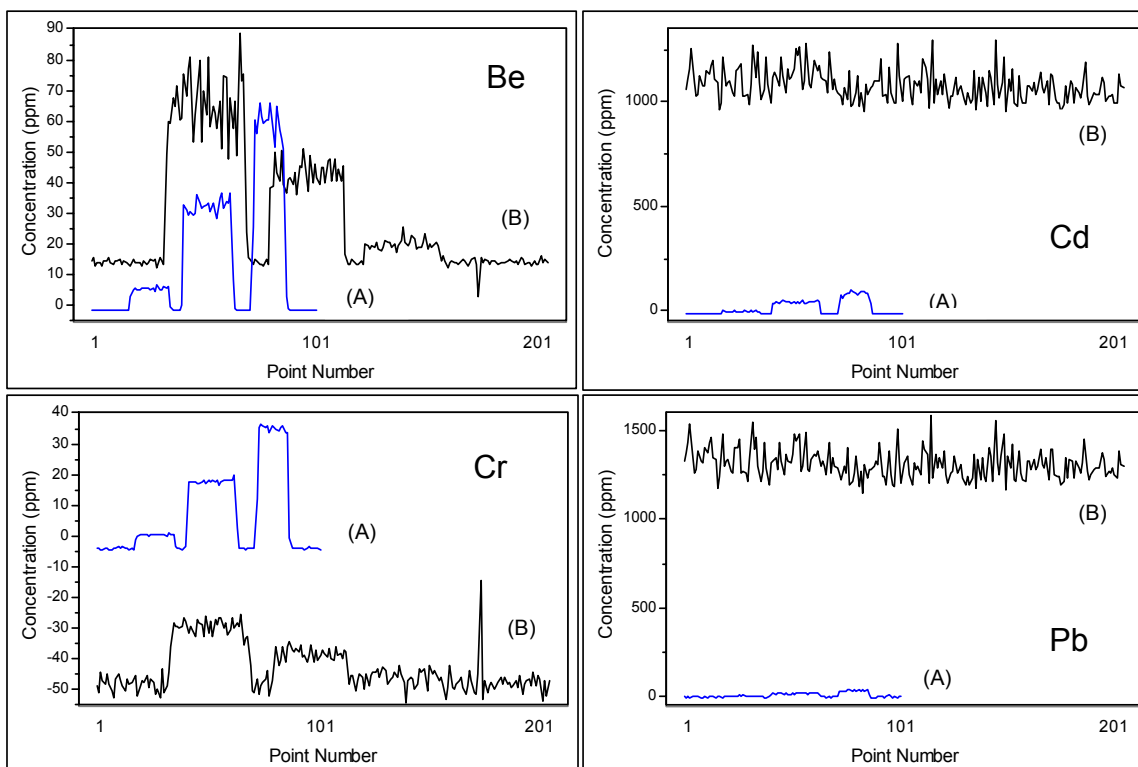 Concentration (ppm)
90
80
70
60
50
40
30
20
10
0
Be
(B)
(A)
1
101
201
Point Number
Concentration (ppm)
1000
500
0
(B)
Cd
(A)
1
101
201
Point Number
Concentration (ppm)
40
30
20
10
0
-10
-20
-30
-40
-50
Cr
(A)
(B)
1
101
201
Point Number
Concentration (ppm)
1500
1000
500
0
(B)
Pb
(A)
1
101
201
Point Number